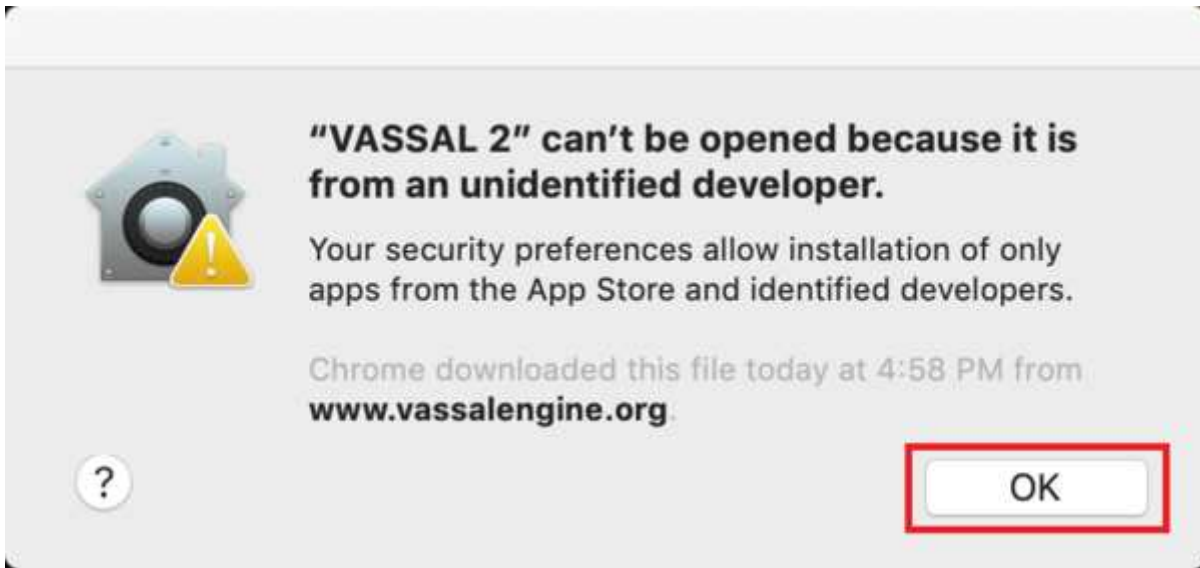 “VASSAL 2” can’t be opened because it is
from an unidentified developer.
Your security preferences allow installation of only
apps from the App Store and identified developers.
Chrome downloaded this file today at 4:58 PM from
www.vassalengine.org.
?
OK